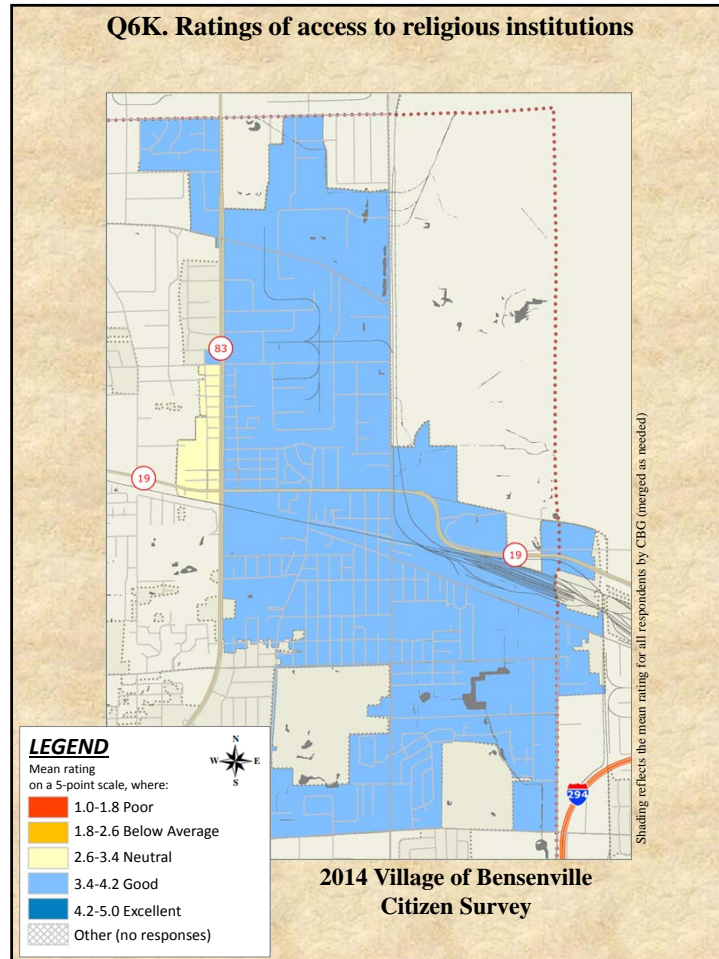 Q6K. Ratings of access to religious institutions
83
19
19
294
Shading reflects the mean rating for all respondents by CBG (merged as needed)
LEGEND
Mean rating
on a 5-point scale, where:
N
W E
S
1.0-1.8 Poor
1.8-2.6 Below Average
2.6-3.4 Neutral
3.4-4.2 Good
4.2-5.0 Excellent
Other (no responses)
2014 Village of Bensenville
Citizen Survey